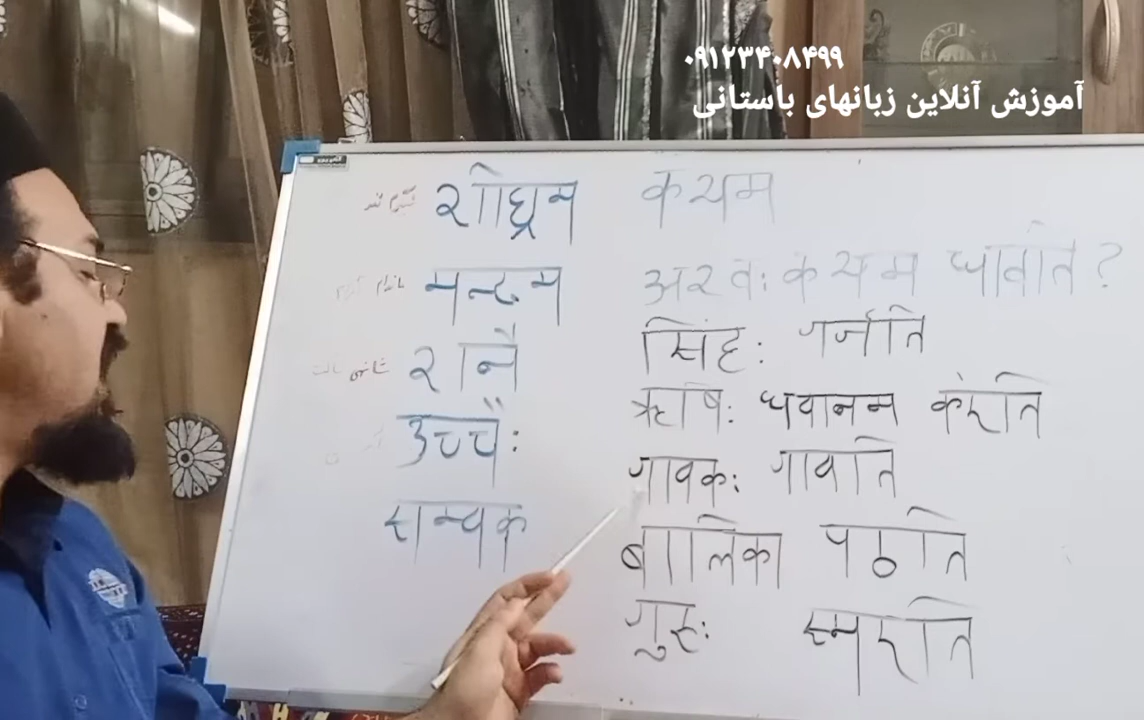 ۰۹۱۲۳۴۰۸۴۹۹
آموزش آنلاین زبانهای باستانی
शीघ्रम
कथम
मन्दम
अश्व: कथम धावति ?
सिंह: गर्जति
शनै
ऋषि: धयानम करोति
उच्चै:
गायक: गायति
सम्यक
बालिका पठति
गुरु: स्मरति